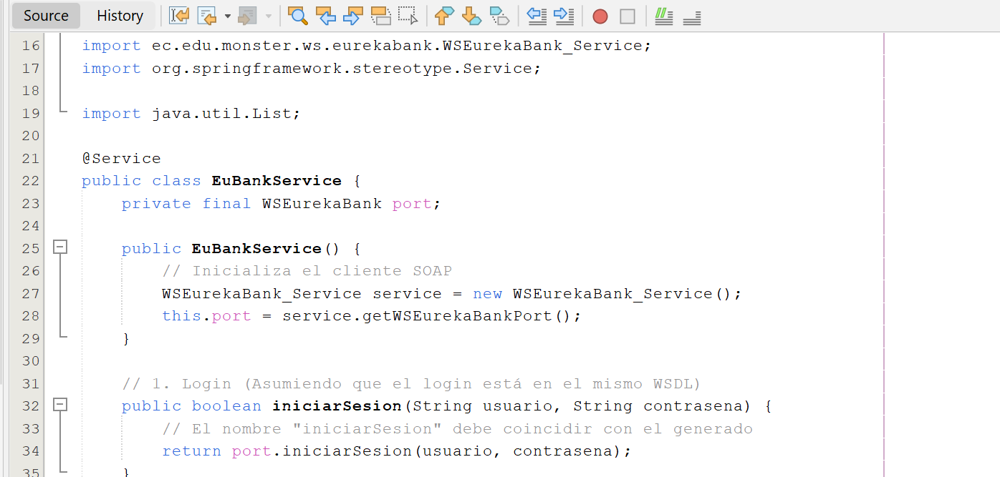 Source History
16 import ec.edu.monster.ws.eurekabank.WSEurekaBank_Service;
17 import org.springframework.stereotype.Service;
18
19 import java.util.List;
20
21 @Service
22 public class EuBankService {
23     private final WSEurekaBank port;
24
25     public EuBankService() {
26         // Inicializa el cliente SOAP
27         WSEurekaBank_Service service = new WSEurekaBank_Service();
28         this.port = service.getWSEurekaBankPort();
29     }
30
31     // 1. Login (Asumiendo que el login está en el mismo WSDL)
32     public boolean iniciarSesion(String usuario, String contrasena) {
33         // El nombre "iniciarSesion" debe coincidir con el generado
34         return port.iniciarSesion(usuario, contrasena);
35     }